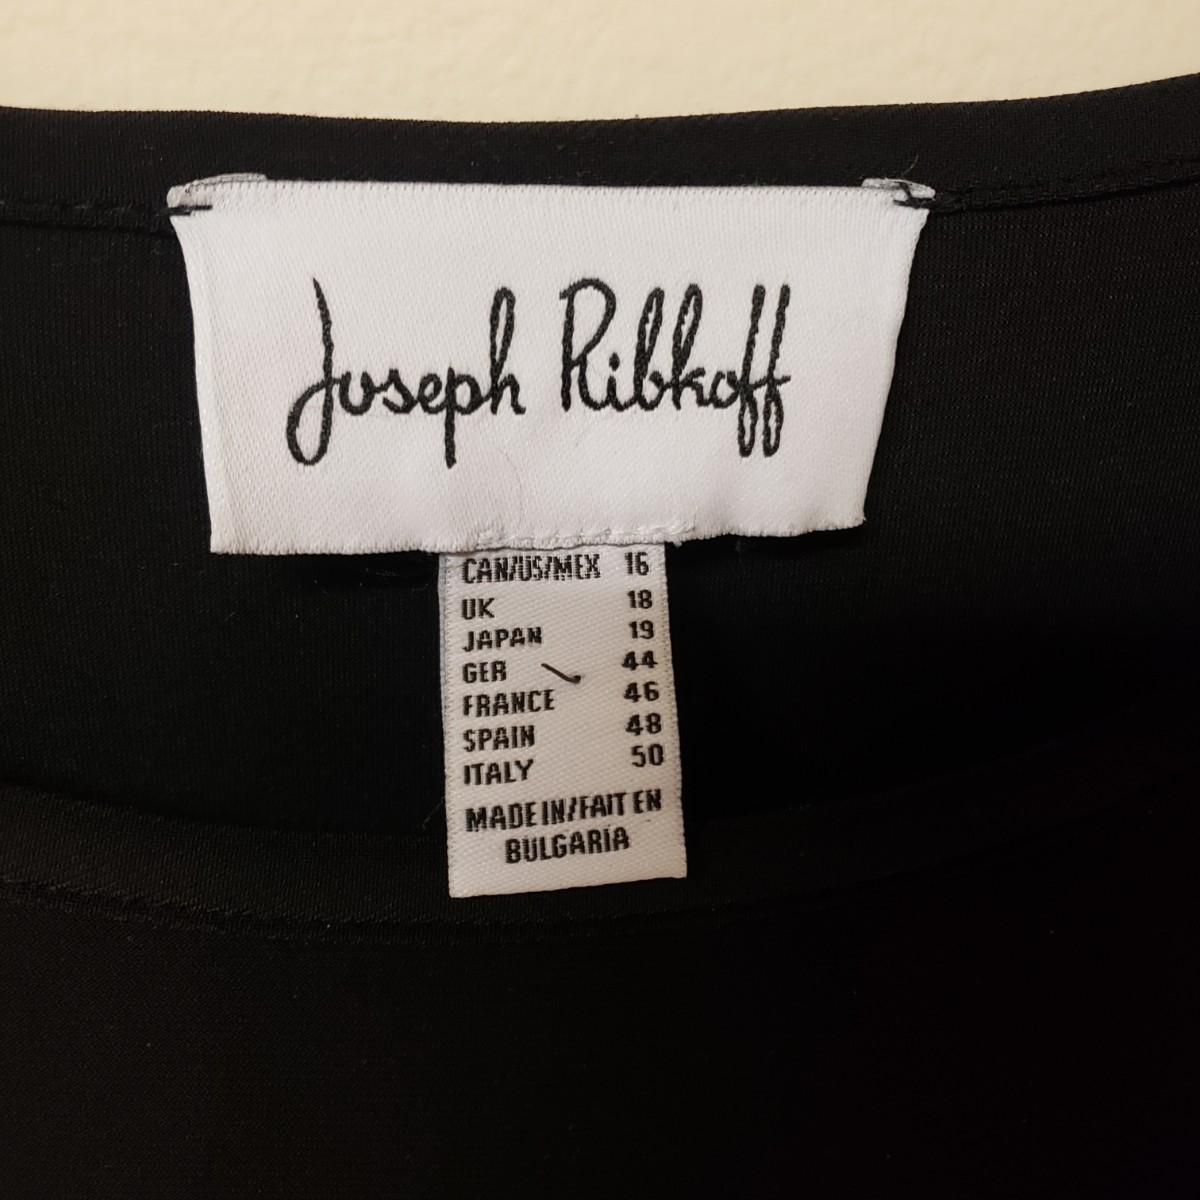 Joseph Ribkoff
CAN/US/MEX 16
UK 18
JAPAN 19
GER 44
FRANCE 46
SPAIN 48
ITALY 50
MADE IN/FAIT EN
BULGARIA